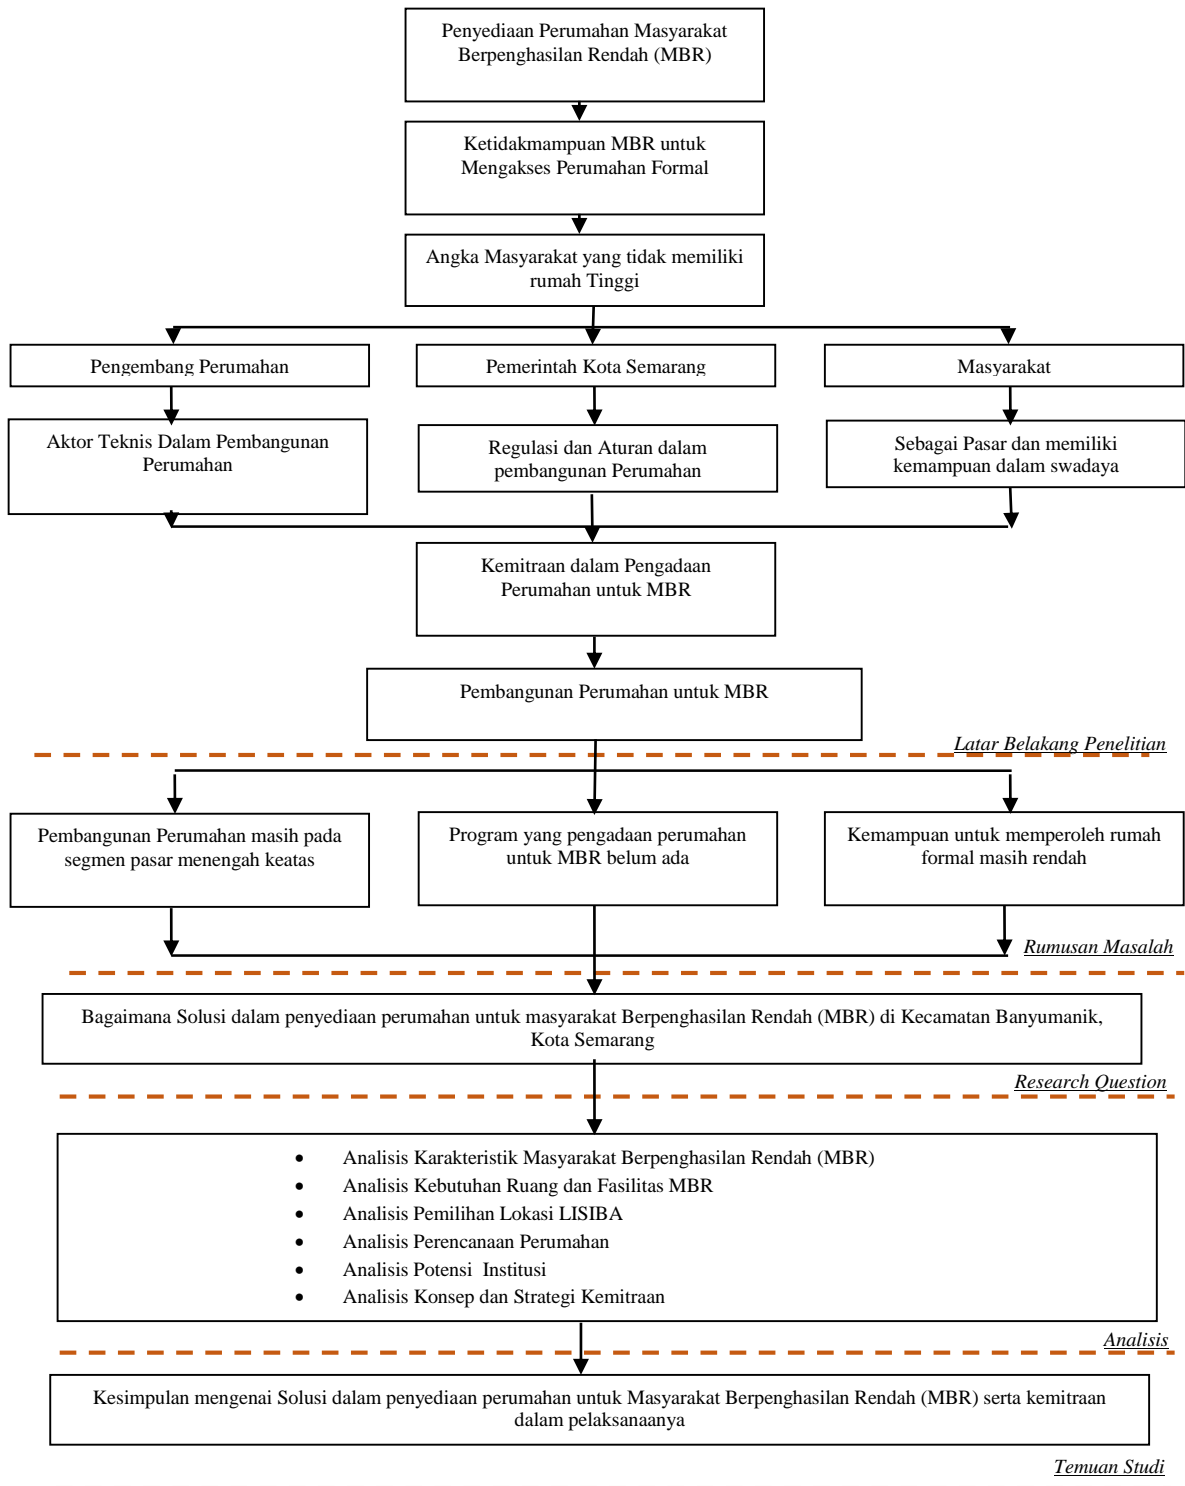 Penyediaan Perumahan Masyarakat
Berpenghasilan Rendah (MBR)
Ketidakmampuan MBR untuk
Mengakses Perumahan Formal
Angka Masyarakat yang tidak memiliki
rumah Tinggi
Pengembang Perumahan
Pemerintah Kota Semarang
Masyarakat
Aktor Teknis Dalam Pembangunan
Perumahan
Regulasi dan Aturan dalam
pembangunan Perumahan
Sebagai Pasar dan memiliki
kemampuan dalam swadaya
Kemitraan dalam Pengadaan
Perumahan untuk MBR
Pembangunan Perumahan untuk MBR
Latar Belakang Penelitian
Pembangunan Perumahan masih pada
segmen pasar menengah keatas
Program yang pengadaan perumahan
untuk MBR belum ada
Kemampuan untuk memperoleh rumah
formal masih rendah
Rumusan Masalah
Bagaimana Solusi dalam penyediaan perumahan untuk masyarakat Berpenghasilan Rendah (MBR) di Kecamatan Banyumanik,
Kota Semarang
Research Question
• Analisis Karakteristik Masyarakat Berpenghasilan Rendah (MBR)
• Analisis Kebutuhan Ruang dan Fasilitas MBR
• Analisis Pemilihan Lokasi LISIBA
• Analisis Perencanaan Perumahan
• Analisis Potensi Institusi
• Analisis Konsep dan Strategi Kemitraan
Analisis
Kesimpulan mengenai Solusi dalam penyediaan perumahan untuk Masyarakat Berpenghasilan Rendah (MBR) serta kemitraan
dalam pelaksanaanya
Temuan Studi